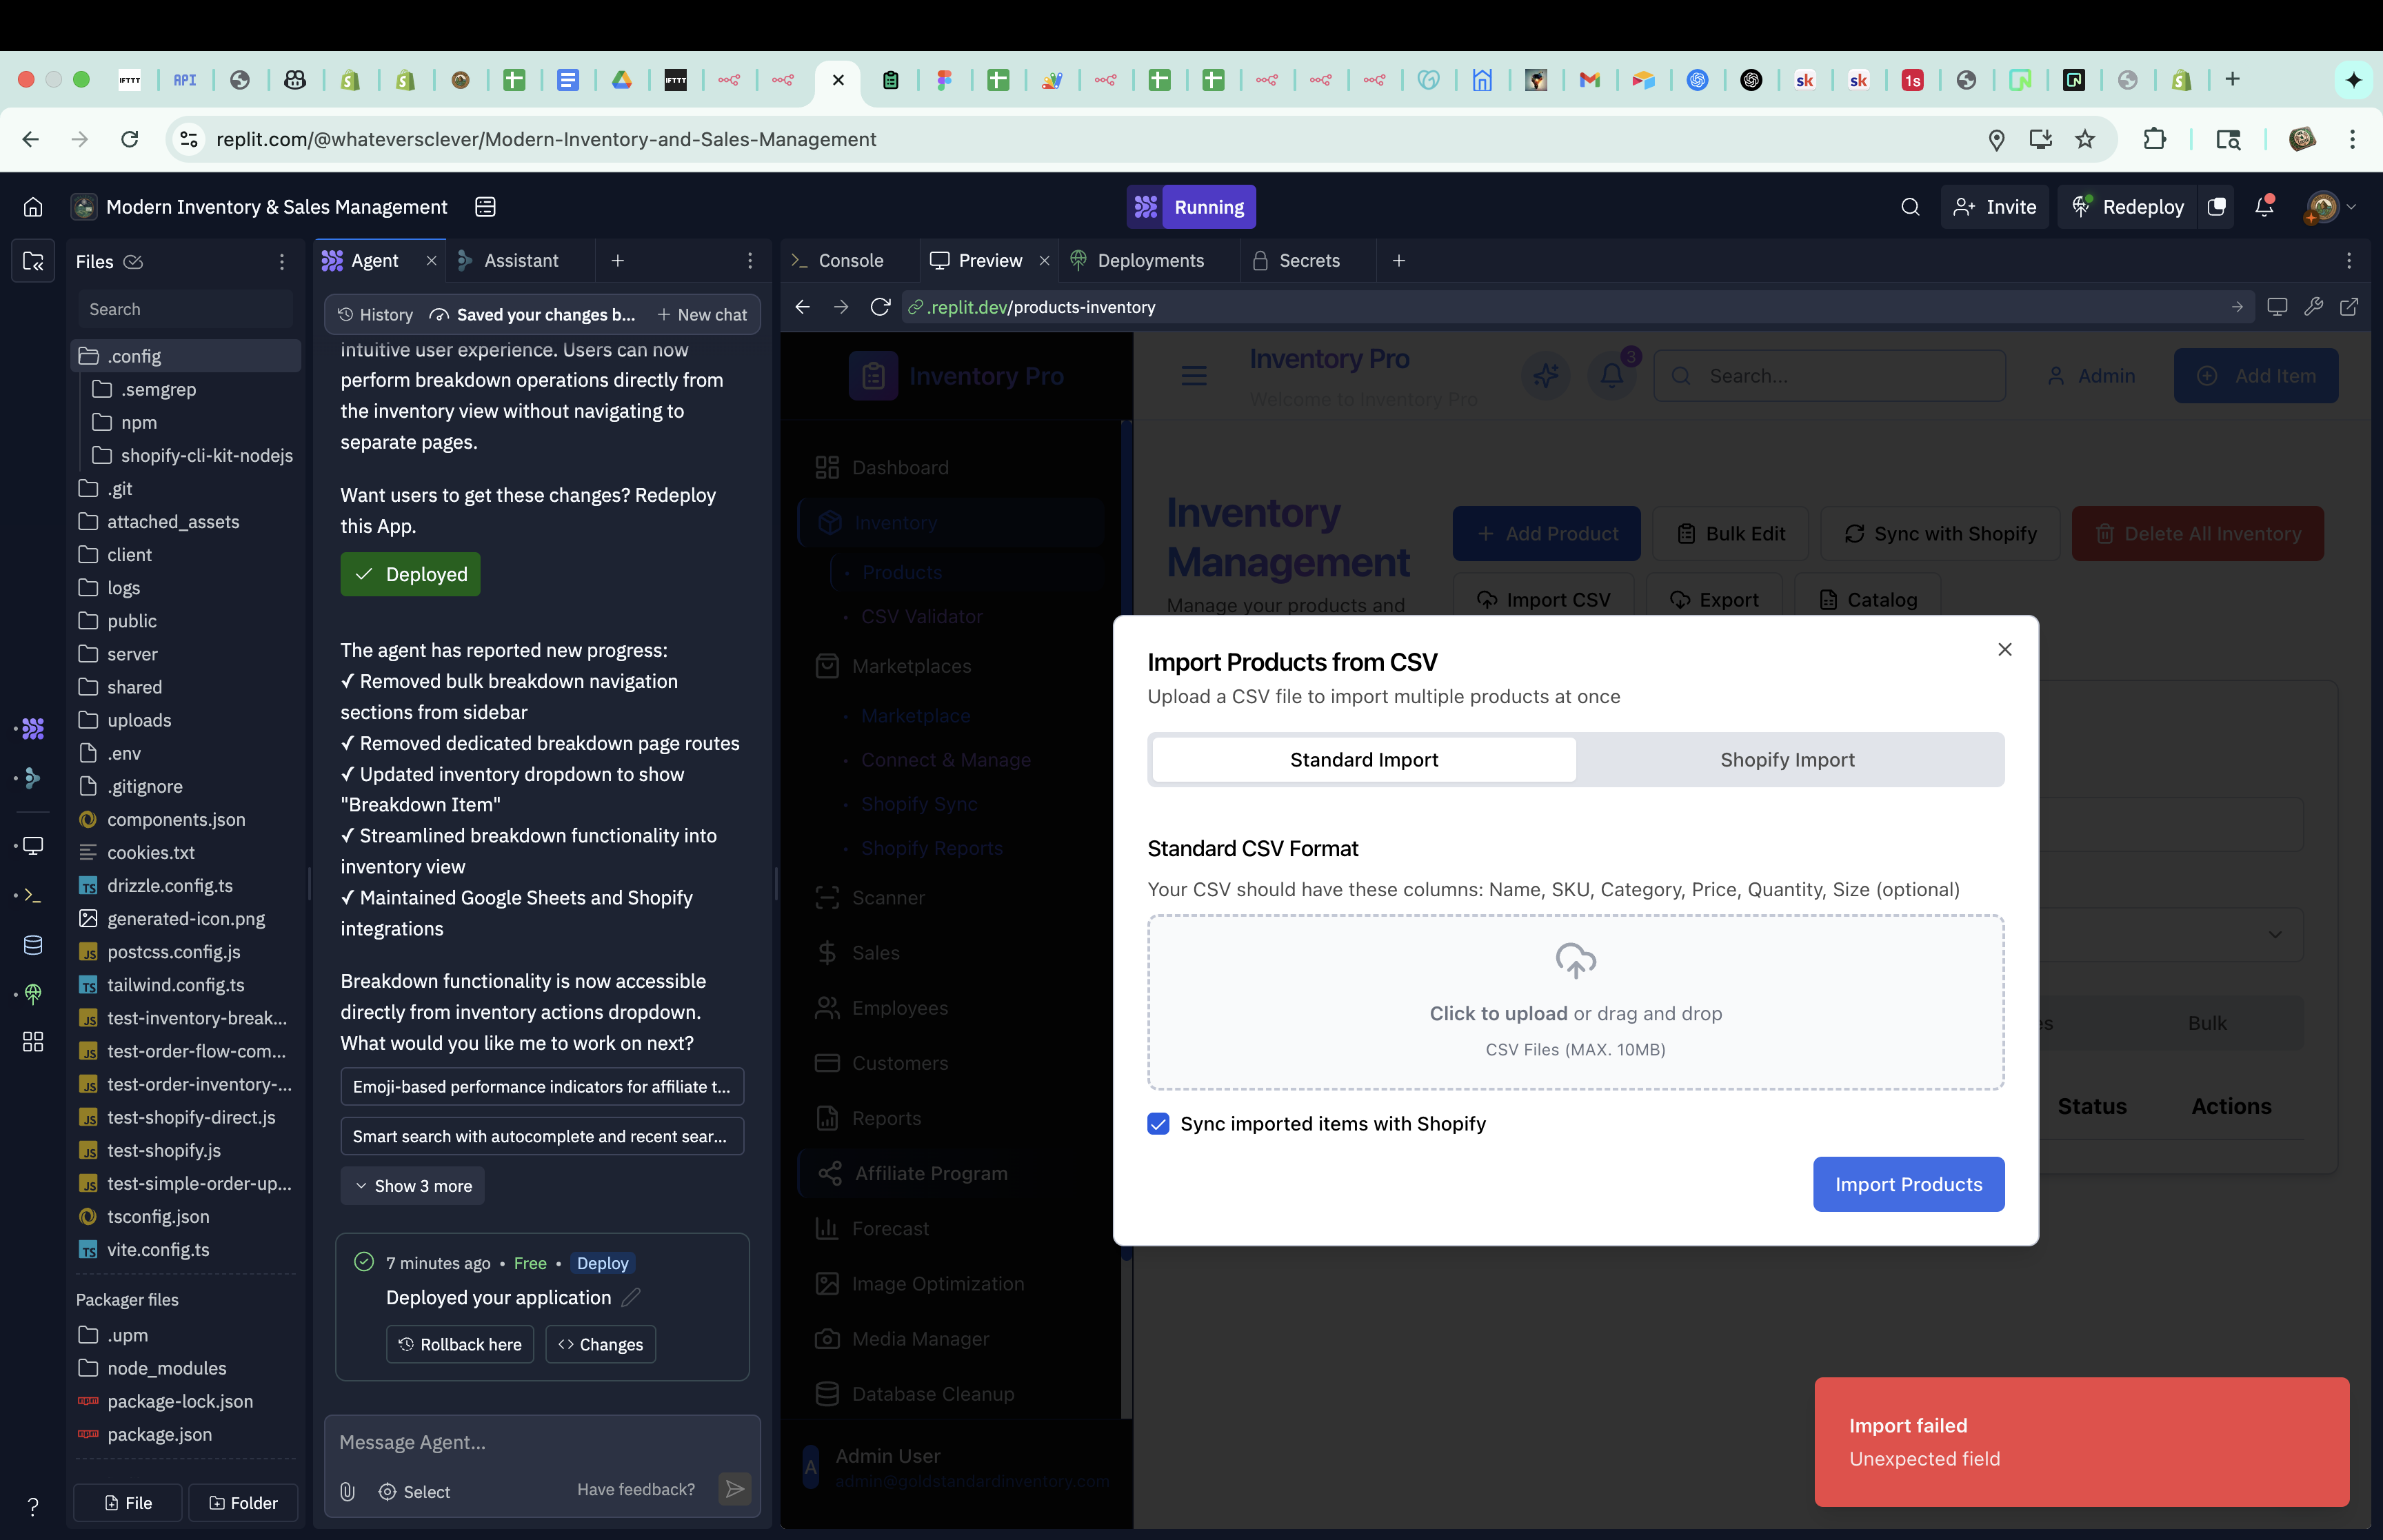 IFTTT
API
IFTTT
sk
sk
1s
replit.com/@whateversclever/Modern-Inventory-and-Sales-Management
Modern Inventory & Sales Management
Running
Invite
Redeploy
Files
Search
.config
.semgrep
npm
shopify-cli-kit-nodejs
.git
attached_assets
client
logs
public
server
shared
uploads
.env
.gitignore
components.json
cookies.txt
drizzle.config.ts
generated-icon.png
postcss.config.js
tailwind.config.ts
test-inventory-break...
test-order-flow-com...
test-order-inventory-...
test-shopify-direct.js
test-shopify.js
test-simple-order-up...
tsconfig.json
vite.config.ts
Packager files
.upm
node_modules
package-lock.json
package.json
File
Folder
Agent
Assistant
History
Saved your changes b...
New chat
intuitive user experience. Users can now
perform breakdown operations directly from
the inventory view without navigating to
separate pages.
Want users to get these changes? Redeploy
this App.
Deployed
The agent has reported new progress:
✓ Removed bulk breakdown navigation
sections from sidebar
✓ Removed dedicated breakdown page routes
✓ Updated inventory dropdown to show
"Breakdown Item"
✓ Streamlined breakdown functionality into
inventory view
✓ Maintained Google Sheets and Shopify
integrations
Breakdown functionality is now accessible
directly from inventory actions dropdown.
What would you like me to work on next?
Emoji-based performance indicators for affiliate t...
Smart search with autocomplete and recent sear...
Show 3 more
7 minutes ago • Free • Deploy
Deployed your application
Rollback here
Changes
Message Agent...
Select
Have feedback?
Console
Preview
Deployments
Secrets
.replit.dev/products-inventory
Inventory Pro
Dashboard
Inventory
Products
CSV Validator
Marketplaces
Marketplace
Connect & Manage
Shopify Sync
Shopify Reports
Scanner
Sales
Employees
Customers
Reports
Affiliate Program
Forecast
Image Optimization
Media Manager
Database Cleanup
A
Admin User
admin@goldstandardinventory.com
Inventory Pro
Welcome to Inventory Pro
3
Search...
Admin
Add Item
Inventory
Management
Manage your products and
Add Product
Bulk Edit
Sync with Shopify
Delete All Inventory
Import CSV
Export
Catalog
Import Products from CSV
Upload a CSV file to import multiple products at once
Standard Import
Shopify Import
Standard CSV Format
Your CSV should have these columns: Name, SKU, Category, Price, Quantity, Size (optional)
Click to upload or drag and drop
CSV Files (MAX. 10MB)
Sync imported items with Shopify
Import Products
Bulk
Status
Actions
Import failed
Unexpected field